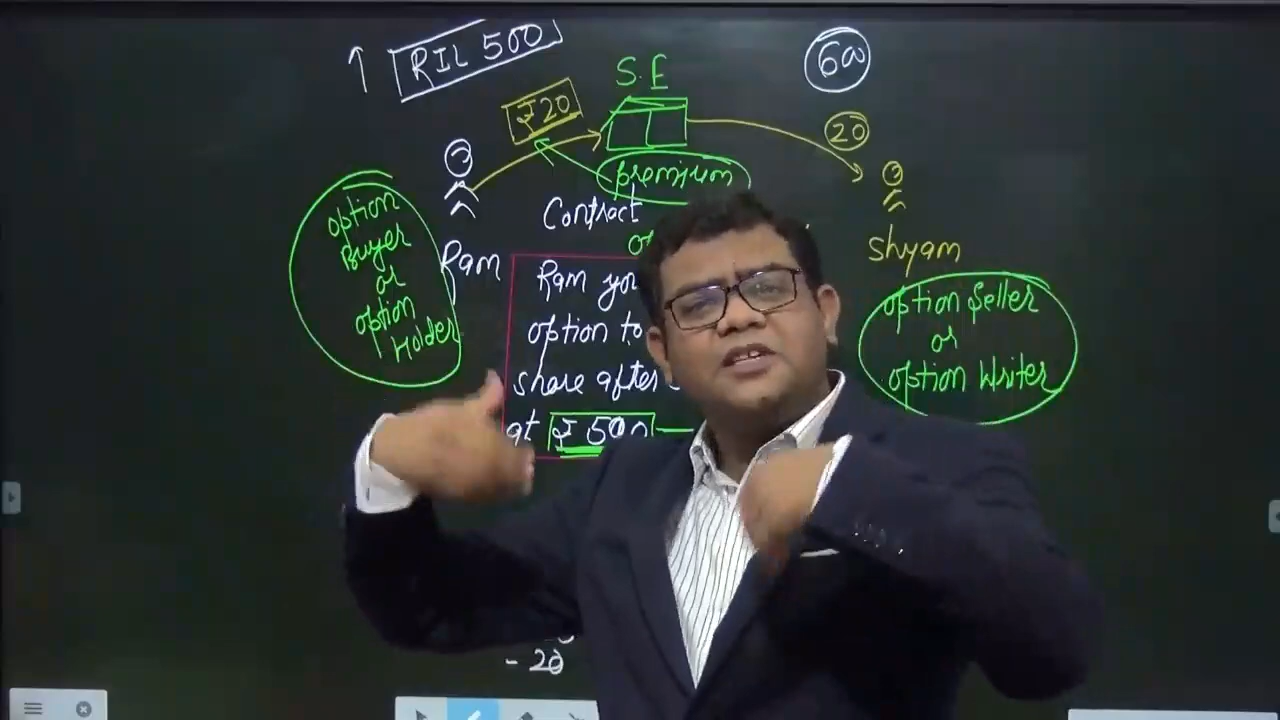 ↑ RIL 500
600
S.E
₹20
20
premium
Contract
option
Buyer
or
option
Holder
Ram
Shyam
Ram you
option to
share after
at ₹ 500
option Seller
or
option Writer
- 20